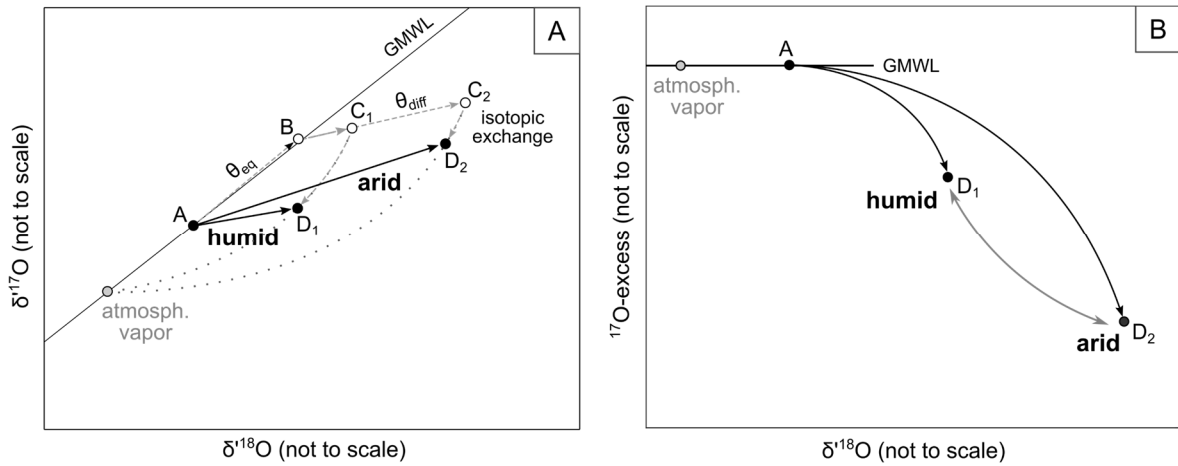 A
GMWL
C₂
θdiff
C₁
B
isotopic
exchange
θeq
D₂
arid
A
D₁
humid
atmosph.
vapor
δ'¹⁷O (not to scale)
δ'¹⁸O (not to scale)
B
A
GMWL
atmosph.
vapor
D₁
humid
D₂
arid
¹⁷O-excess (not to scale)
δ'¹⁸O (not to scale)